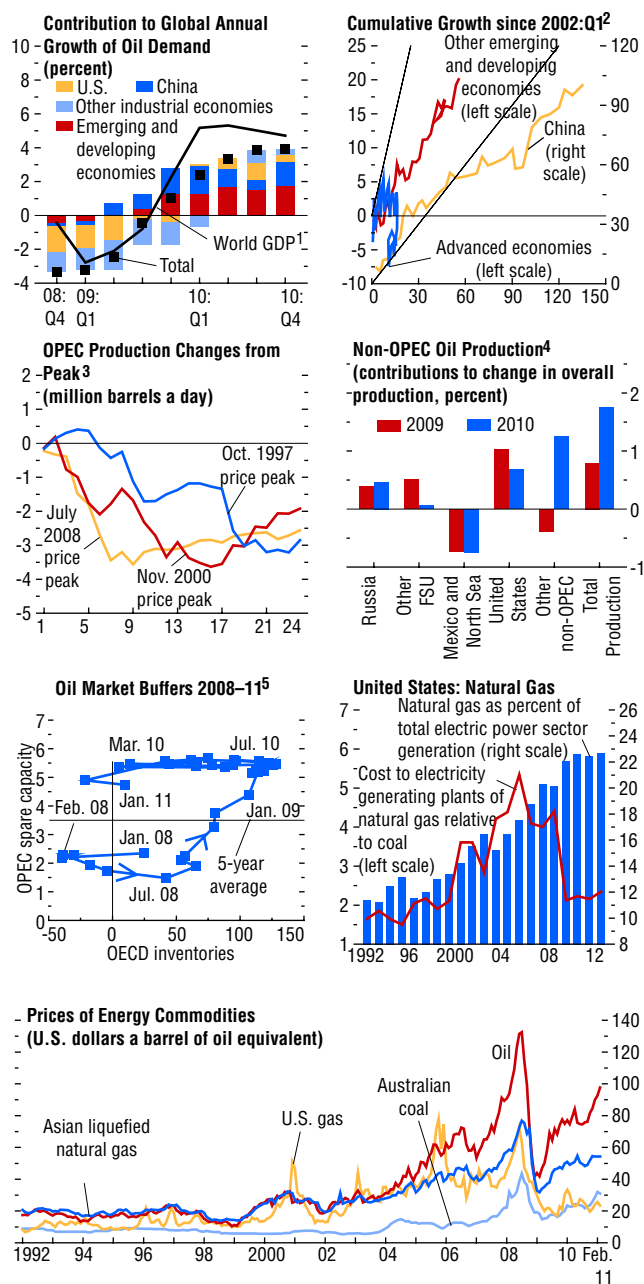 Contribution to Global Annual
Growth of Oil Demand
(percent)
10
8
6
4
2
0
-2
-4
U.S.
China
Other industrial economies
Emerging and
developing
economies
World GDP1
Total
08:
Q4
09:
Q1
10:
Q1
10:
Q4
Cumulative Growth since 2002:Q1²
25
20
15
10
5
0
-5
-10
120
90
60
30
0
Other emerging
and developing
economies
(left scale)
China
(right
scale)
Advanced economies
(left scale)
0
30
60
90
120
150
OPEC Production Changes from
Peak³
(million barrels a day)
2
1
0
-1
-2
-3
-4
-5
Oct. 1997
price peak
July
2008
price
peak
Nov. 2000
price peak
1
5
9
13
17
21
24
Non-OPEC Oil Production⁴
(contributions to change in overall
production, percent)
2009
2010
2
1
0
-1
Russia
Other
FSU
Mexico and
North Sea
United
States
Other
non-OPEC
Total
Production
Oil Market Buffers 2008–11⁵
OPEC spare capacity
7
6
5
4
3
2
1
0
Mar. 10
Jul. 10
Feb. 08
Jan. 11
Jan. 09
Jan. 08
5-year
average
Jul. 08
-50
0
50
100
150
OECD inventories
United States: Natural Gas
7
6
5
4
3
2
1
26
24
22
20
18
16
14
12
10
8
Natural gas as percent of
total electric power sector
generation (right scale)
Cost to electricity
generating plants of
natural gas relative
to coal
(left scale)
1992
96
2000
04
08
12
Prices of Energy Commodities
(U.S. dollars a barrel of oil equivalent)
140
120
100
80
60
40
20
0
Oil
Australian
coal
U.S. gas
Asian liquefied
natural gas
1992
94
96
98
2000
02
04
06
08
10
Feb.
11